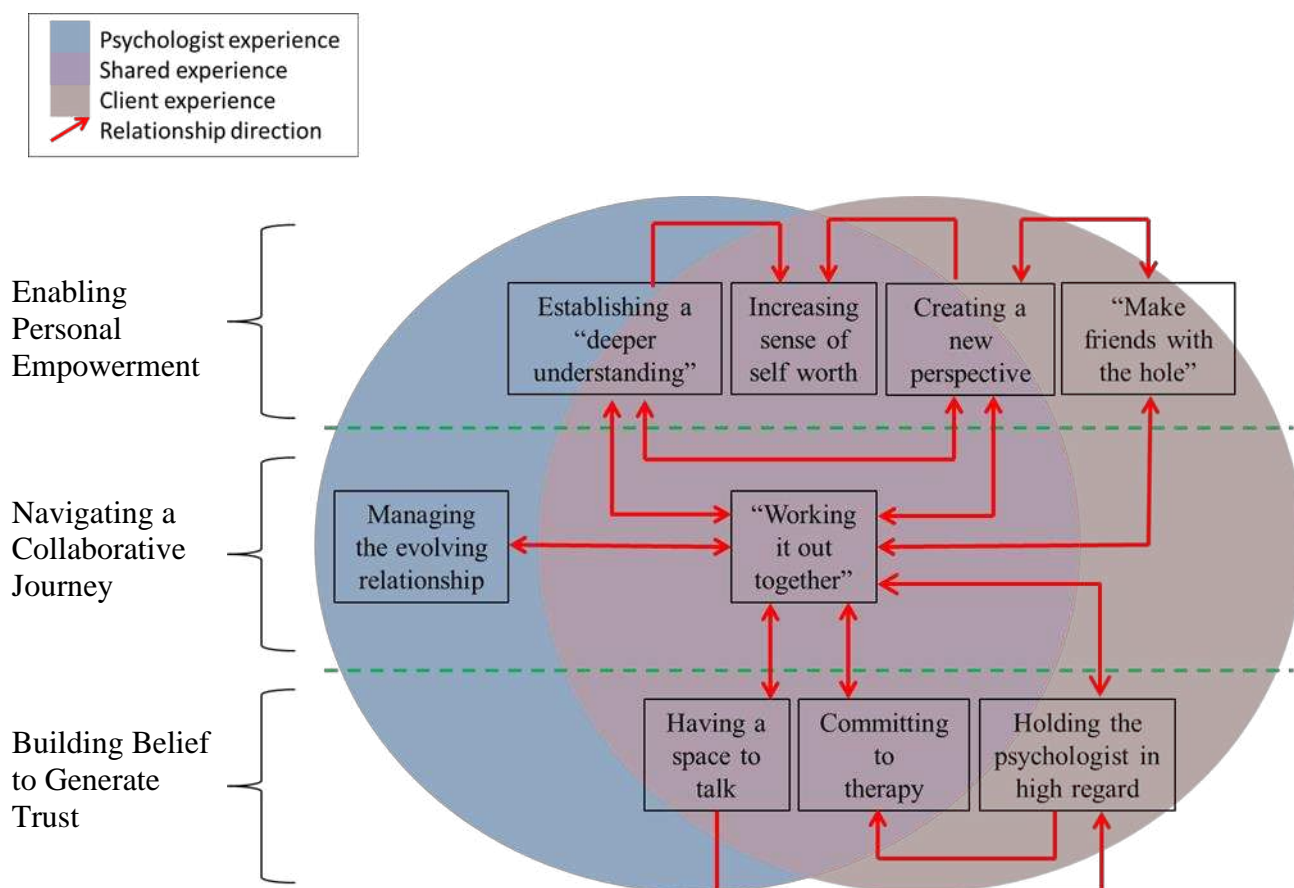 Psychologist experience
Shared experience
Client experience
Relationship direction
Enabling
Personal
Empowerment
Establishing a
“deeper
understanding”
Increasing
sense of
self worth
Creating a
new
perspective
“Make
friends with
the hole”
Navigating a
Collaborative
Journey
Managing
the evolving
relationship
“Working
it out
together”
Building Belief
to Generate
Trust
Having a
space to
talk
Committing
to
therapy
Holding the
psychologist in
high regard